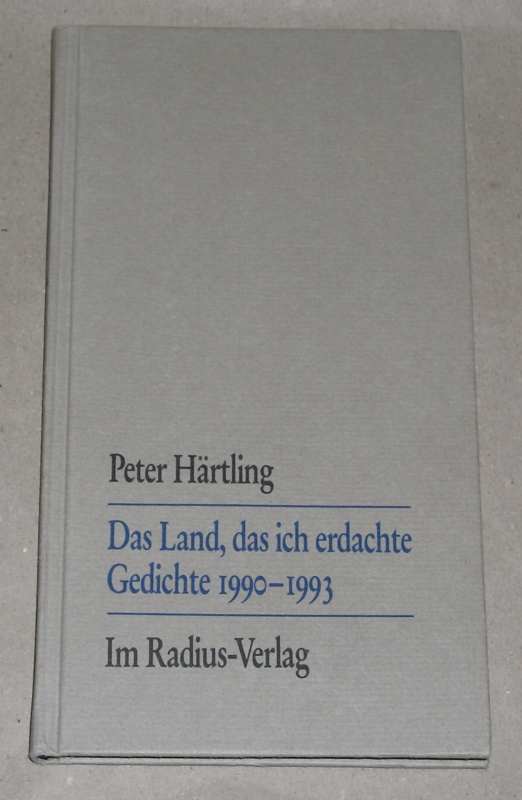 Peter Härtling
Das Land, das ich erdachte
Gedichte 1990–1993
Im Radius-Verlag